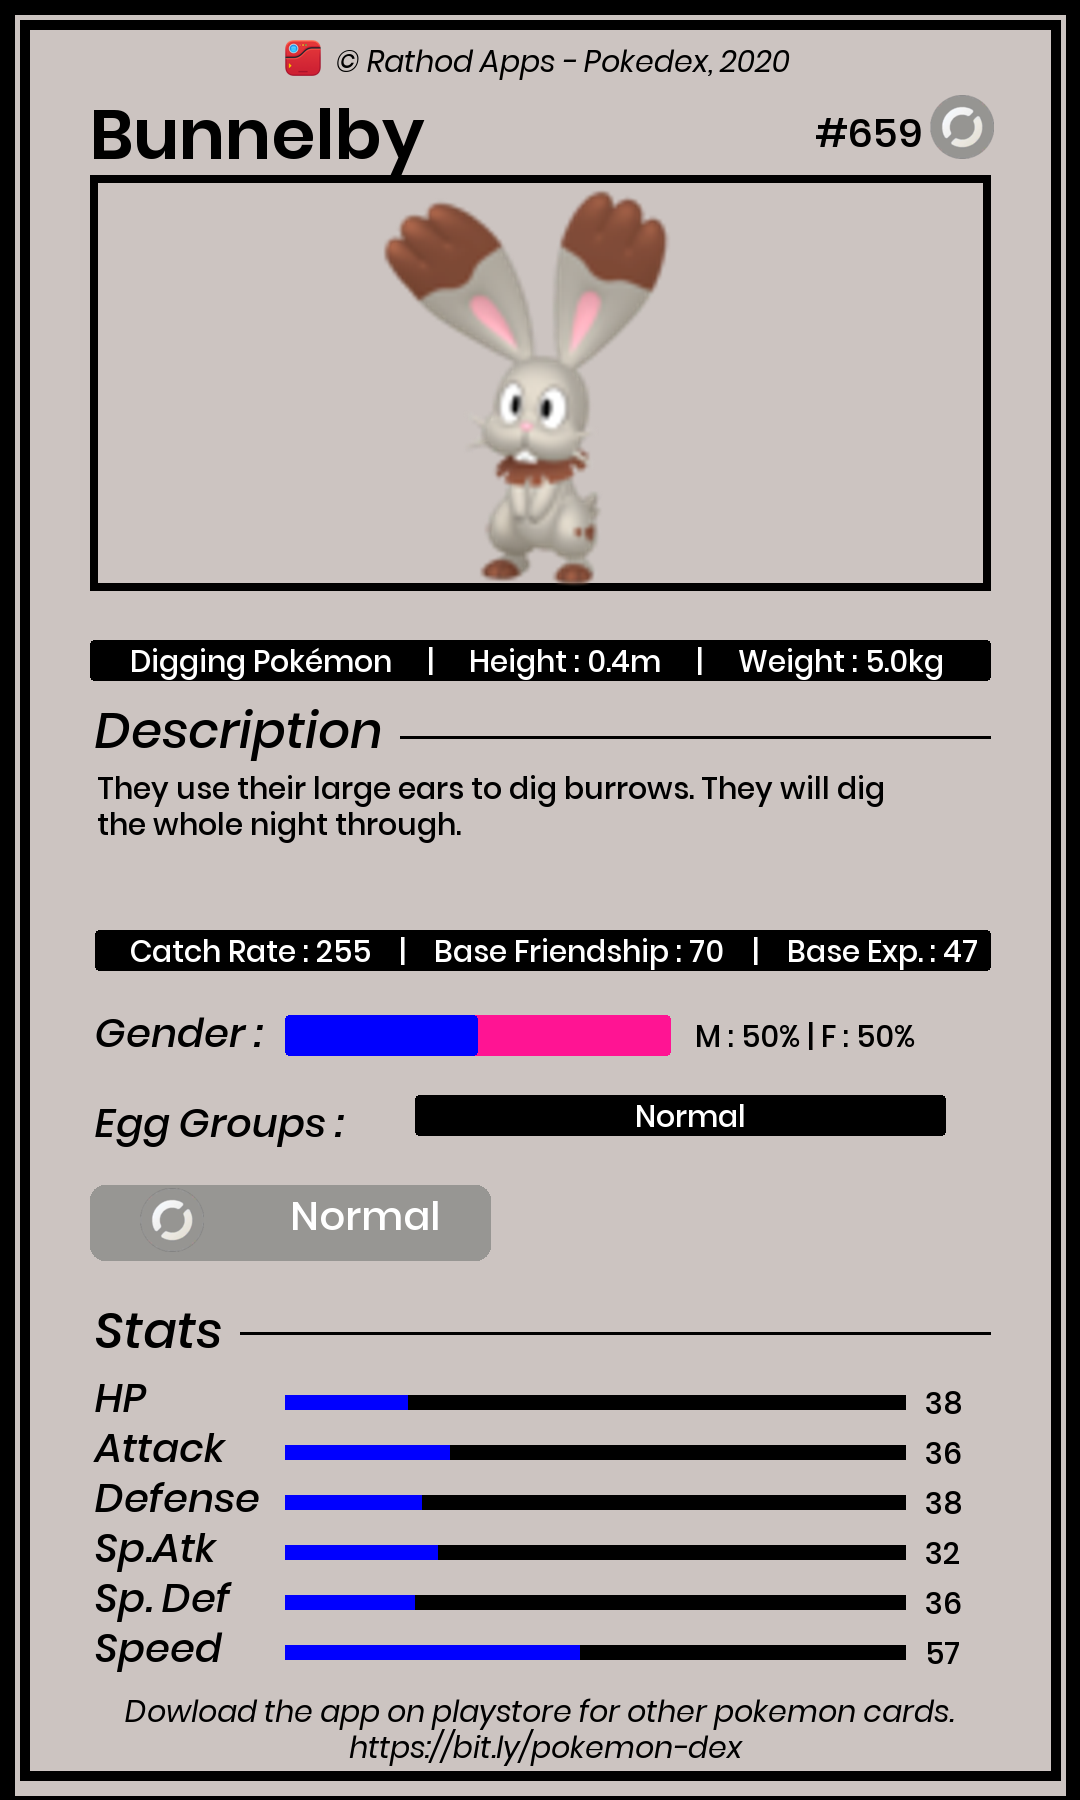 © Rathod Apps - Pokedex, 2020
Bunnelby
#659
Digging Pokémon | Height : 0.4m | Weight : 5.0kg
Description
They use their large ears to dig burrows. They will dig
the whole night through.
Catch Rate : 255 | Base Friendship : 70 | Base Exp. : 47
Gender : M : 50% | F : 50%
Egg Groups : Normal
Normal
Stats
HP 38
Attack 36
Defense 38
Sp.Atk 32
Sp. Def 36
Speed 57
Dowload the app on playstore for other pokemon cards.
https://bit.ly/pokemon-dex